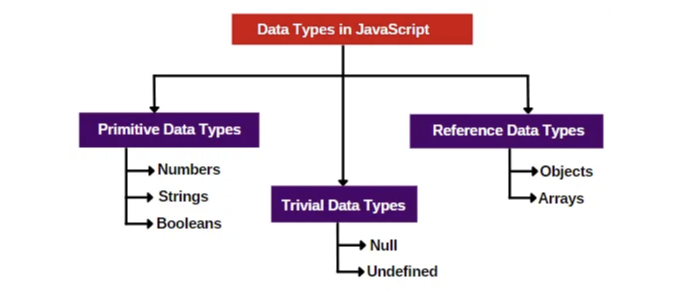 Data Types in JavaScript
Primitive Data Types
Numbers
Strings
Booleans
Trivial Data Types
Null
Undefined
Reference Data Types
Objects
Arrays